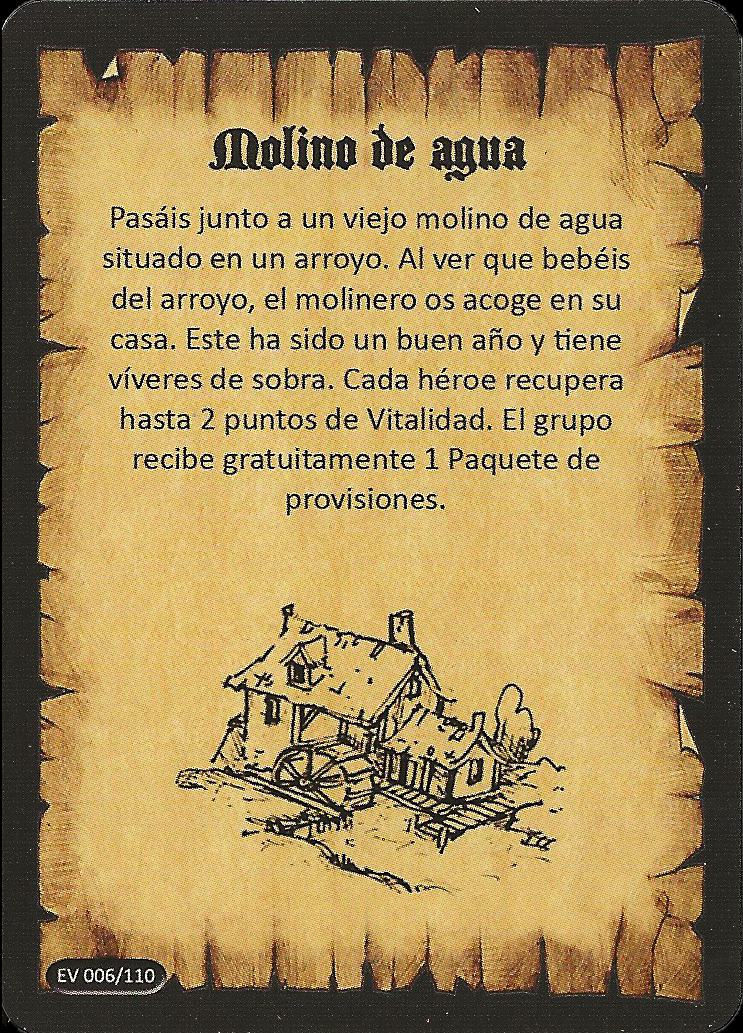 Molino de agua
Pasáis junto a un viejo molino de agua
situado en un arroyo. Al ver que bebéis
del arroyo, el molinero os acoge en su
casa. Este ha sido un buen año y tiene
víveres de sobra. Cada héroe recupera
hasta 2 puntos de Vitalidad. El grupo
recibe gratuitamente 1 Paquete de
provisiones.
EV 006/110